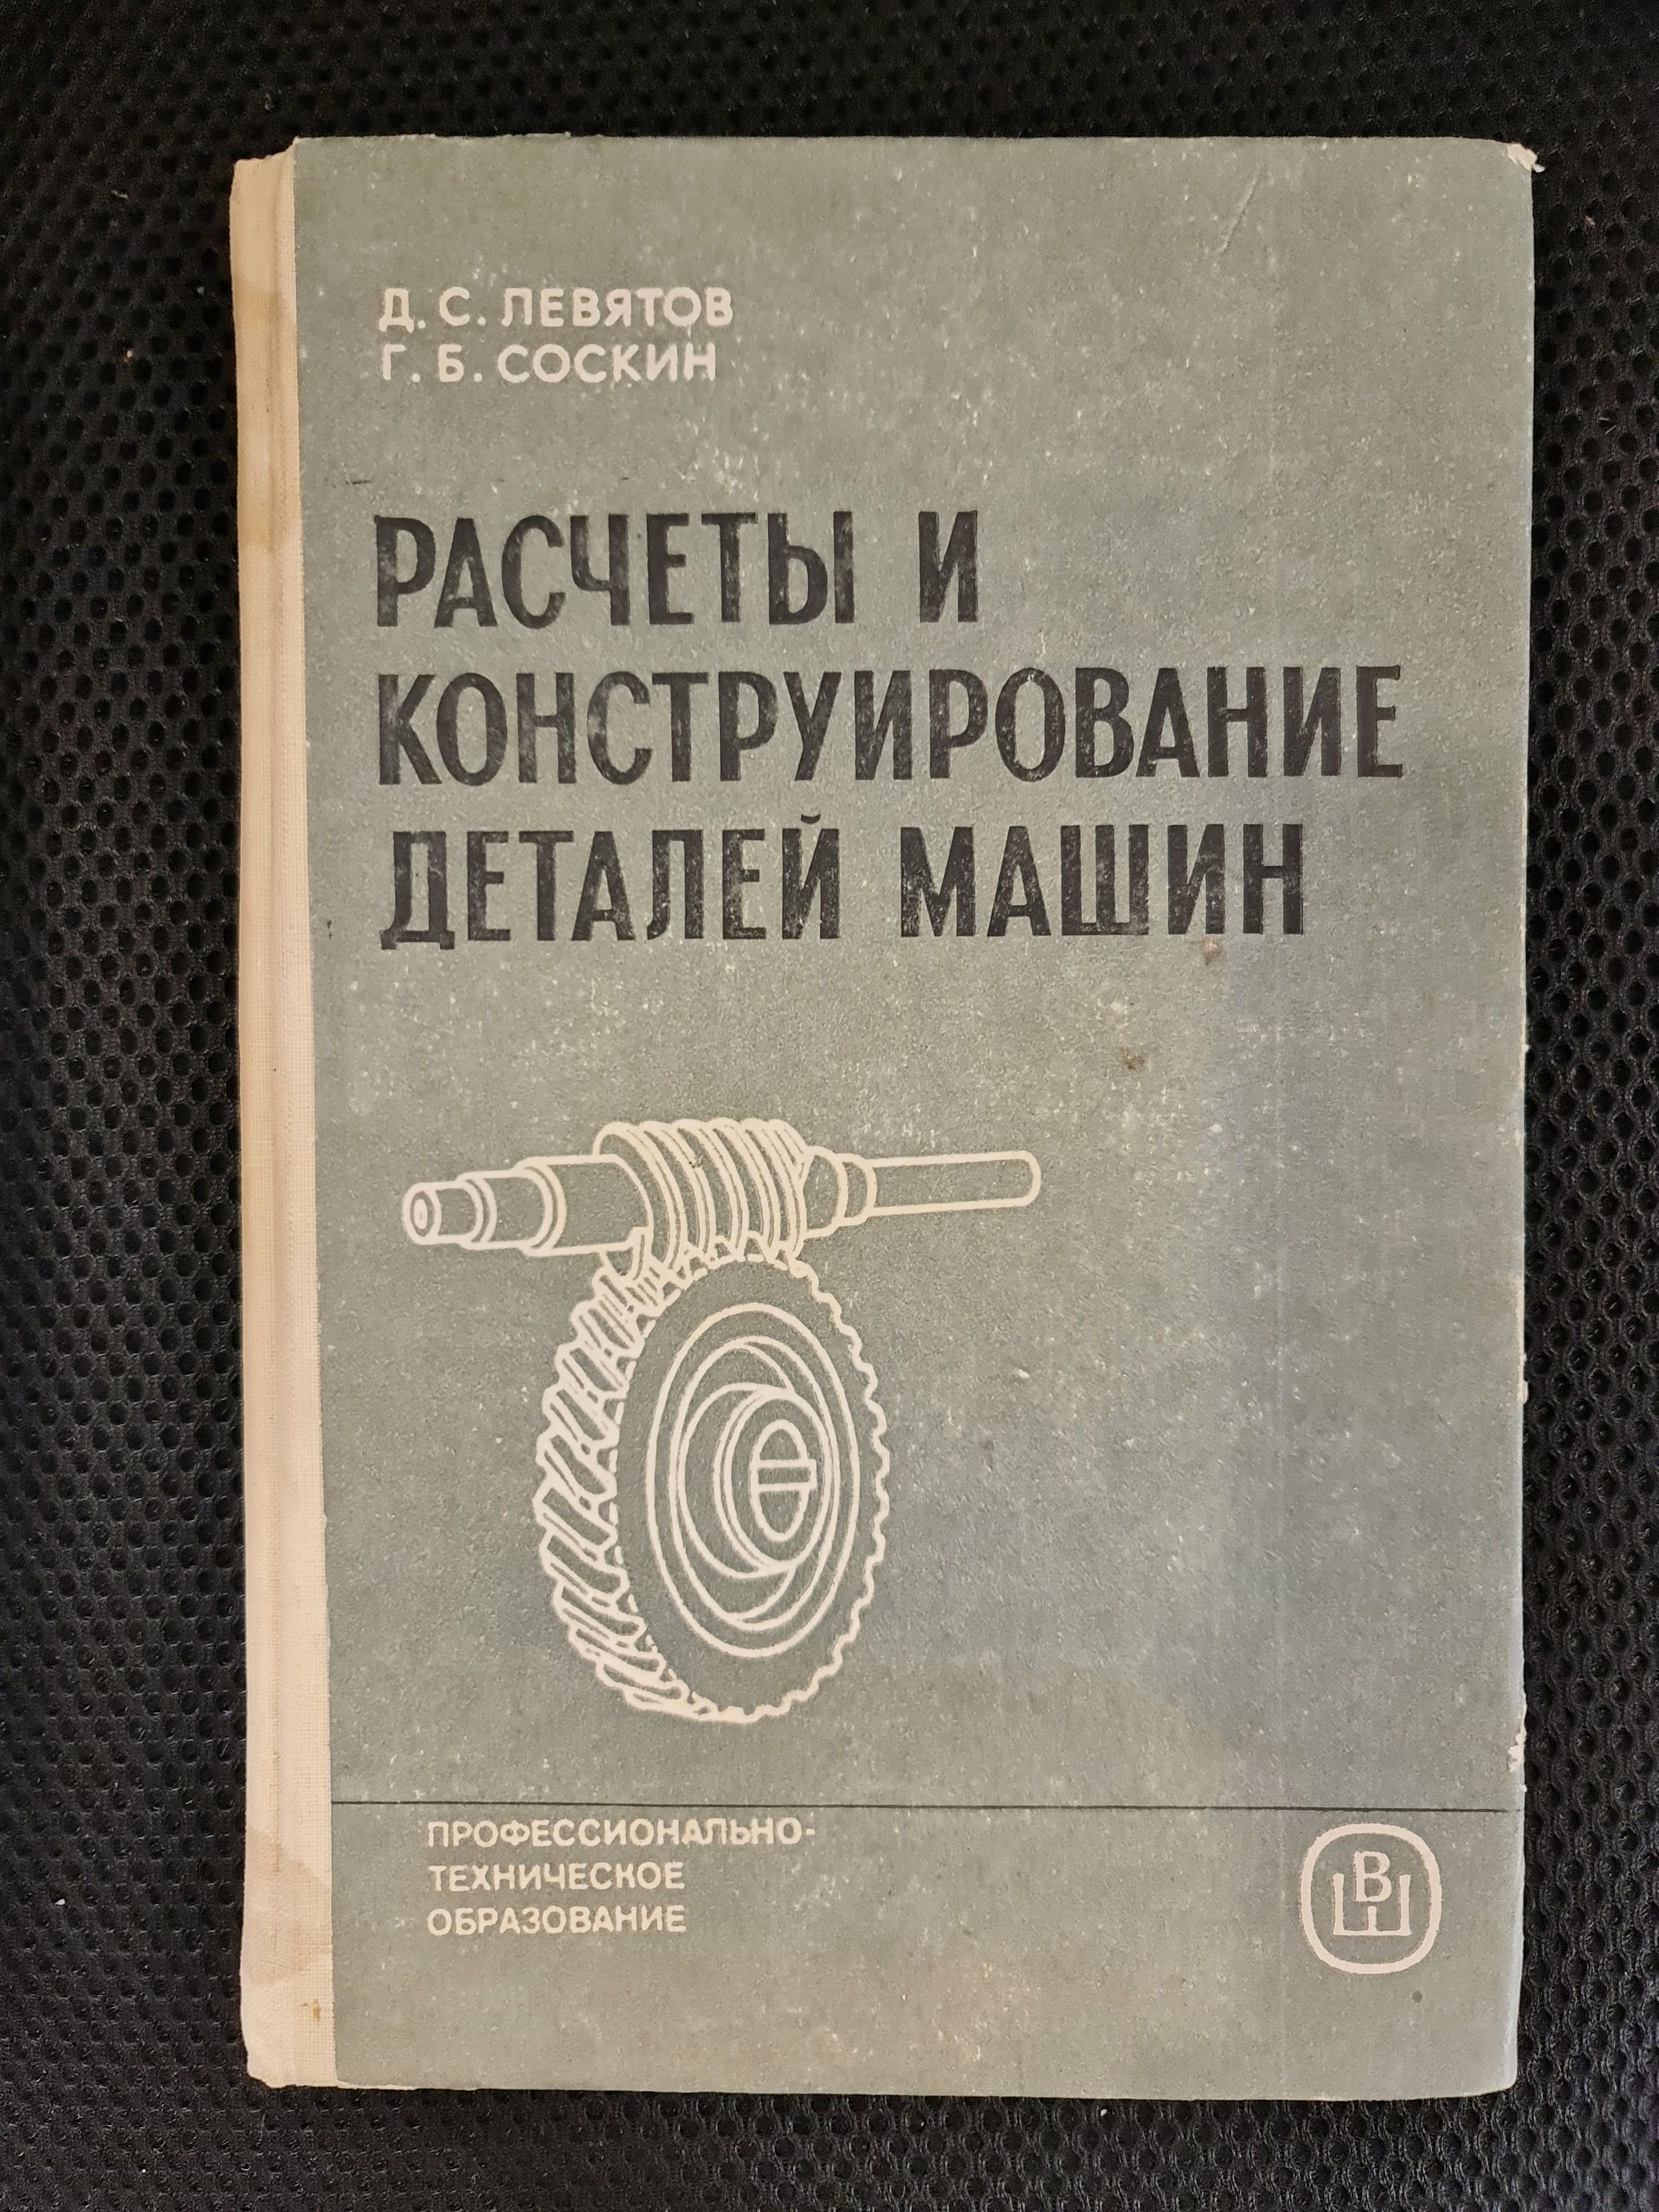 Д. С. ЛЕВЯТОВ
Г. Б. СОСКИН
РАСЧЕТЫ И
КОНСТРУИРОВАНИЕ
ДЕТАЛЕЙ МАШИН
ПРОФЕССИОНАЛЬНО-
ТЕХНИЧЕСКОЕ
ОБРАЗОВАНИЕ
ВШ